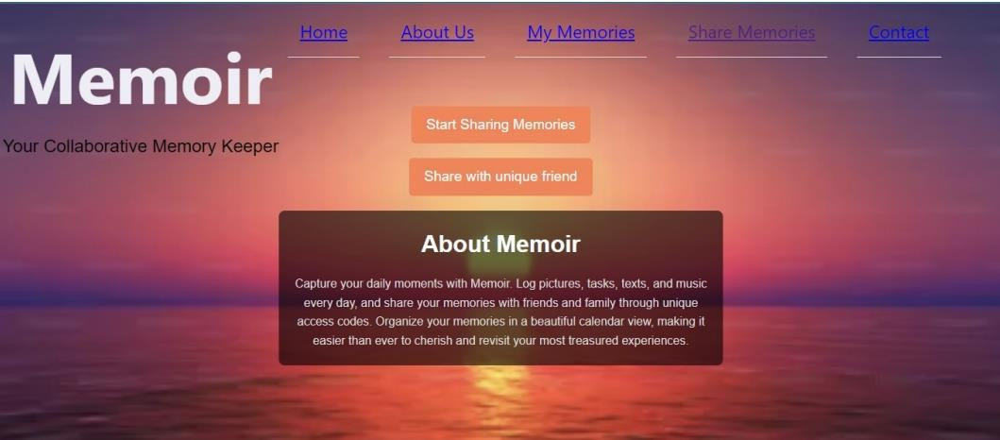 Home About Us My Memories Share Memories Contact
Memoir
Your Collaborative Memory Keeper
Start Sharing Memories
Share with unique friend
About Memoir
Capture your daily moments with Memoir. Log pictures, tasks, texts, and music
every day, and share your memories with friends and family through unique
access codes. Organize your memories in a beautiful calendar view, making it
easier than ever to cherish and revisit your most treasured experiences.